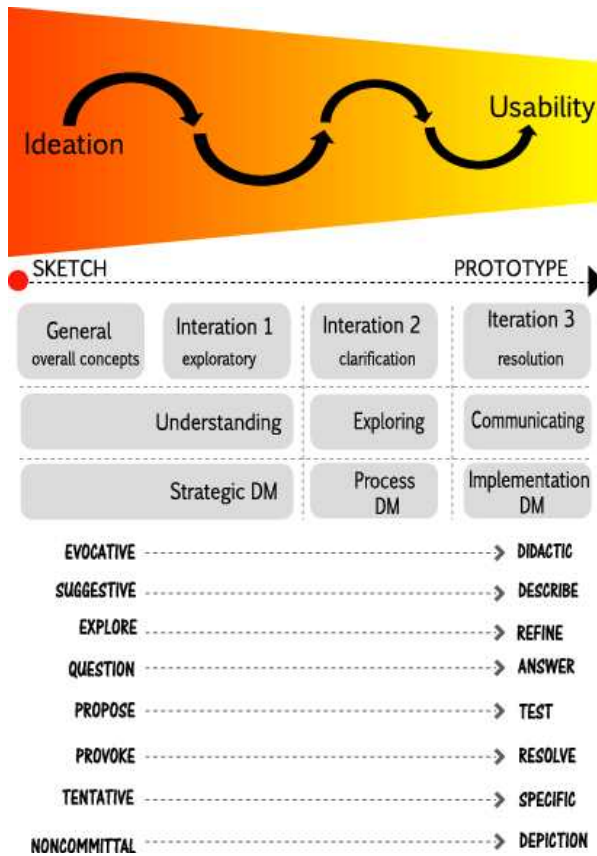 Ideation
Usability
SKETCH PROTOTYPE
General Interation 1 Interation 2 Iteration 3
overall concepts exploratory clarification resolution
Understanding Exploring Communicating
Strategic DM Process DM Implementation DM
EVOCATIVE DIDACTIC
SUGGESTIVE DESCRIBE
EXPLORE REFINE
QUESTION ANSWER
PROPOSE TEST
PROVOKE RESOLVE
TENTATIVE SPECIFIC
NONCOMMITTAL DEPICTION